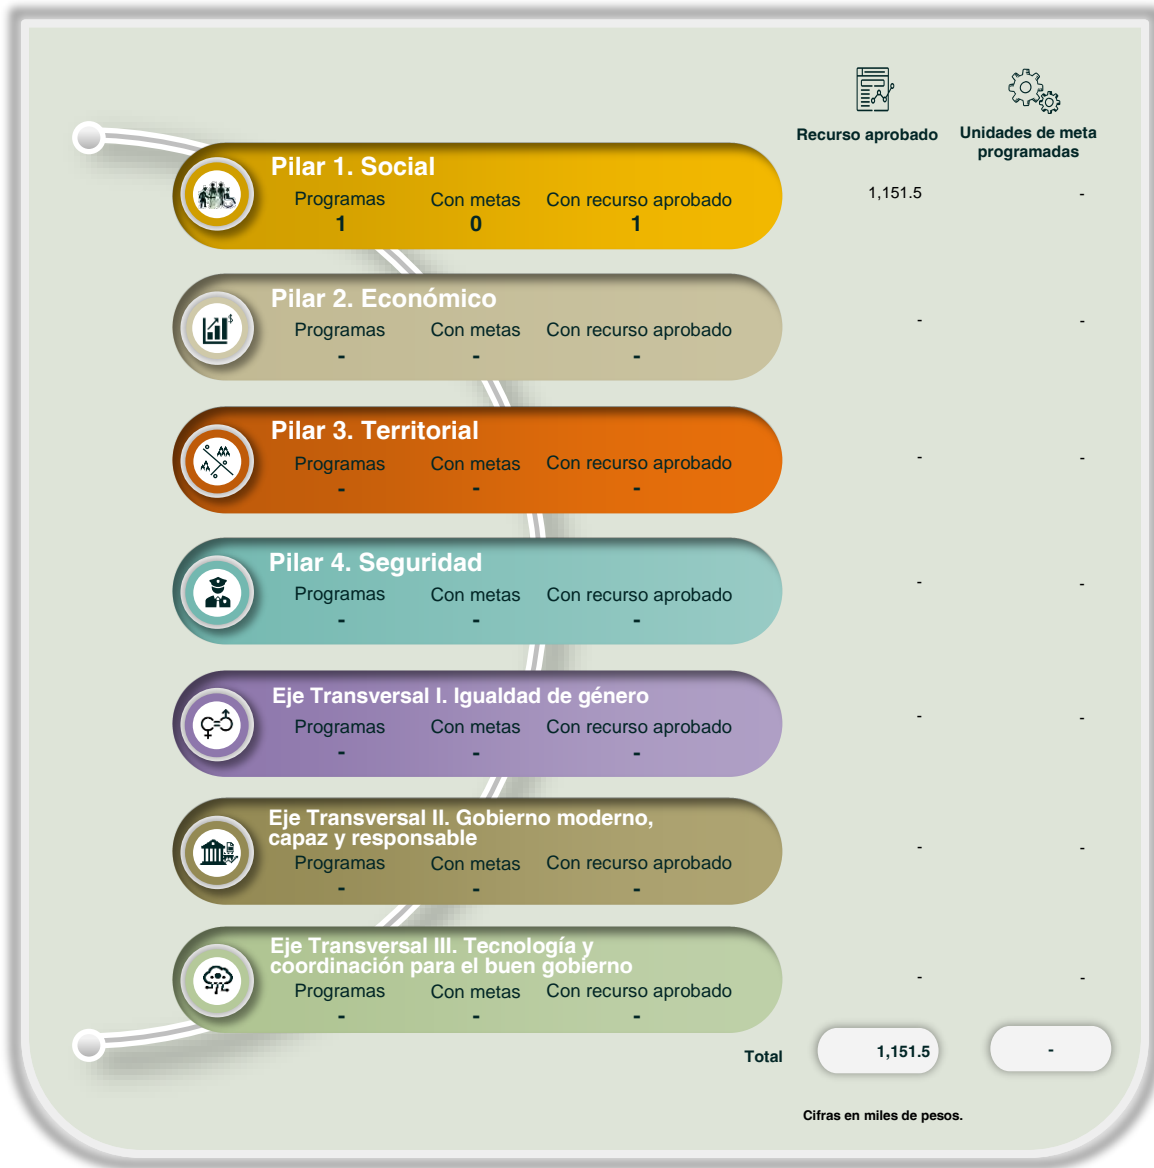 Recurso aprobado
Unidades de meta
programadas
Pilar 1. Social
Programas Con metas Con recurso aprobado
1 0 1
1,151.5 -
Pilar 2. Económico
Programas Con metas Con recurso aprobado
- - -
- -
Pilar 3. Territorial
Programas Con metas Con recurso aprobado
- - -
- -
Pilar 4. Seguridad
Programas Con metas Con recurso aprobado
- - -
- -
Eje Transversal I. Igualdad de género
Programas Con metas Con recurso aprobado
- - -
- -
Eje Transversal II. Gobierno moderno,
capaz y responsable
Programas Con metas Con recurso aprobado
- - -
- -
Eje Transversal III. Tecnología y
coordinación para el buen gobierno
Programas Con metas Con recurso aprobado
- - -
- -
Total 1,151.5 -
Cifras en miles de pesos.